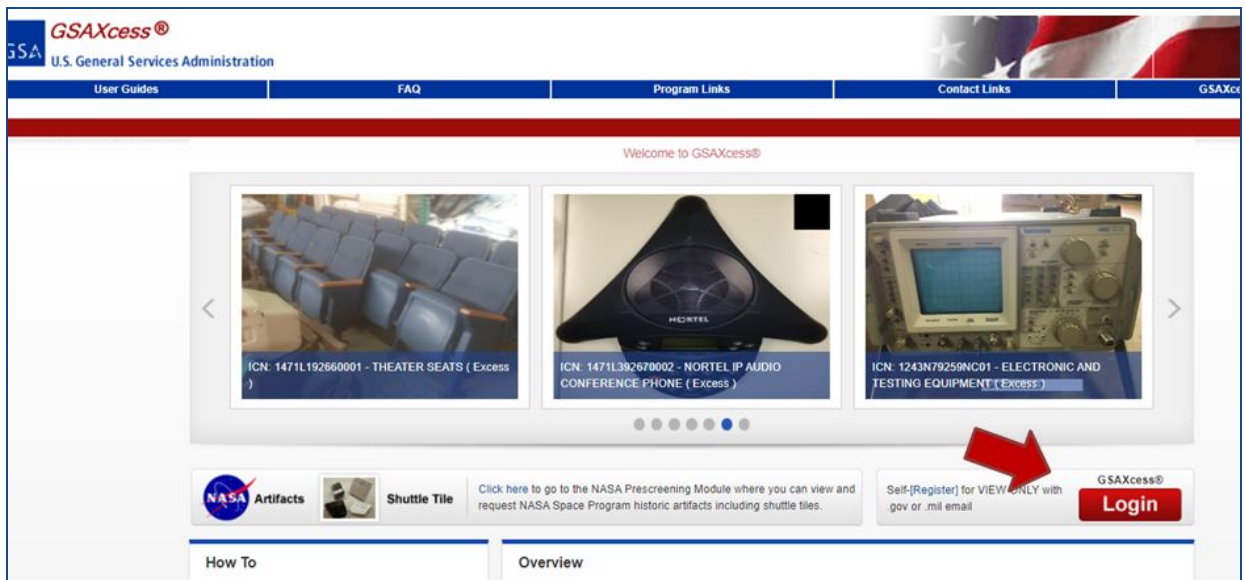 GSA
GSAXcess®
U.S. General Services Administration
User Guides
FAQ
Program Links
Contact Links
GSAXce
Welcome to GSAXcess®
NORTEL
Tektronix
ICN: 1471L192660001 - THEATER SEATS ( Excess
)
ICN: 1471L392670002 - NORTEL IP AUDIO
CONFERENCE PHONE ( Excess )
ICN: 1243N79259NC01 - ELECTRONIC AND
TESTING EQUIPMENT ( Excess )
NASA
Artifacts
Shuttle Tile
Click here to go to the NASA Prescreening Module where you can view and
request NASA Space Program historic artifacts including shuttle tiles.
Self-[Register] for VIEW ONLY with
.gov or .mil email
GSAXcess®
Login
How To
Overview